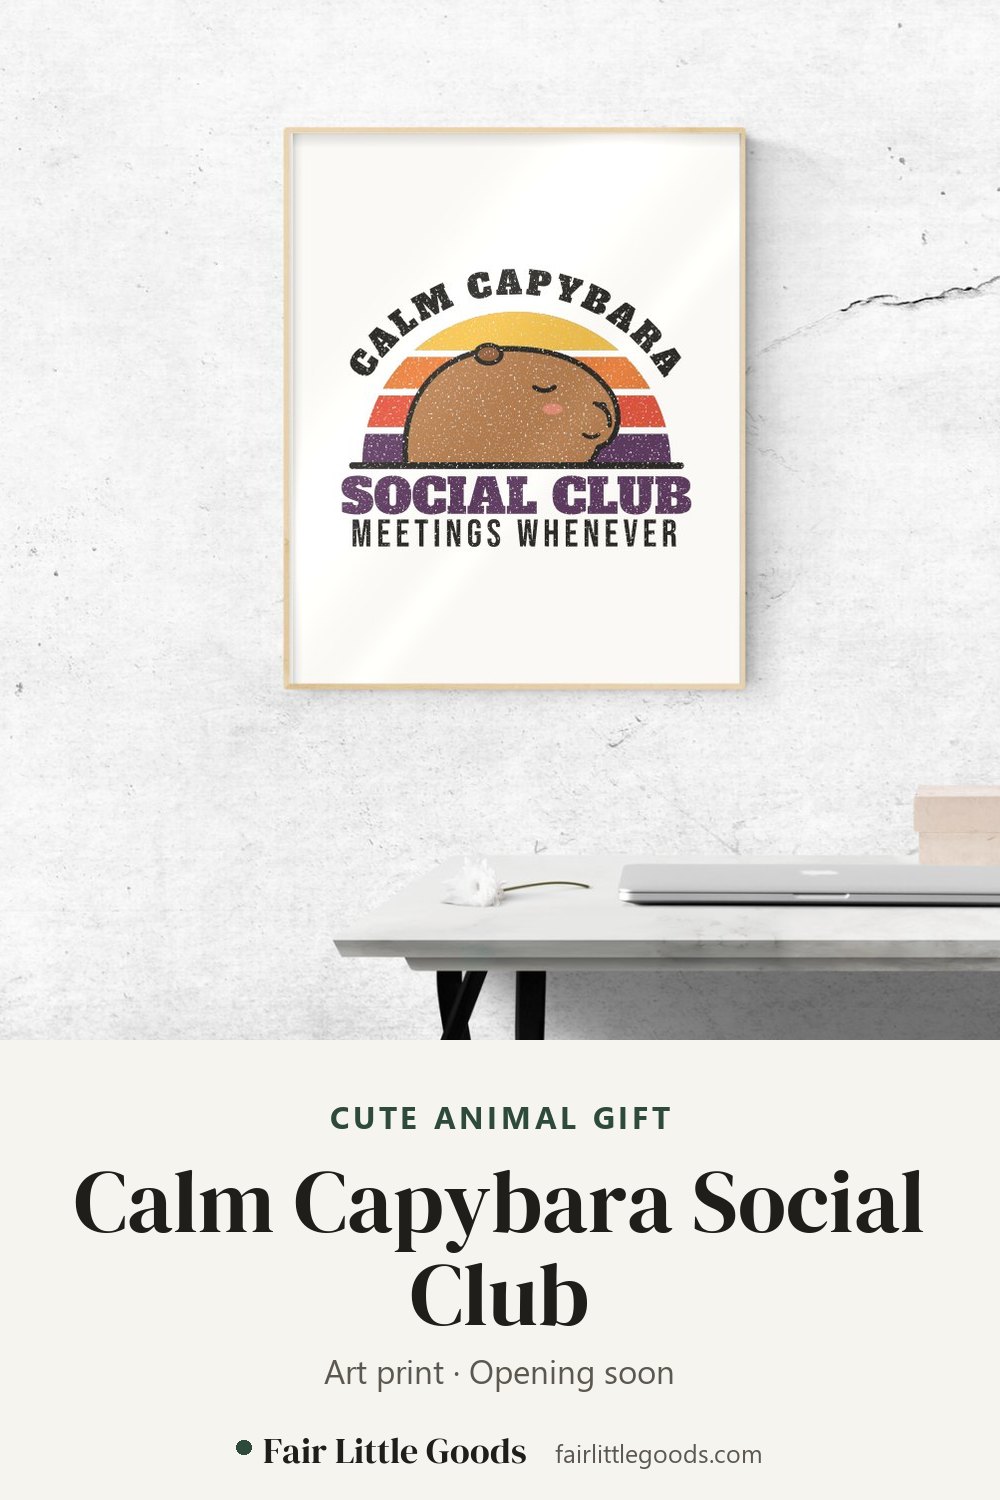 CALM CAPYBARA
SOCIAL CLUB
MEETINGS WHENEVER
CUTE ANIMAL GIFT
Calm Capybara Social
Club
Art print · Opening soon
Fair Little Goods fairlittlegoods.com